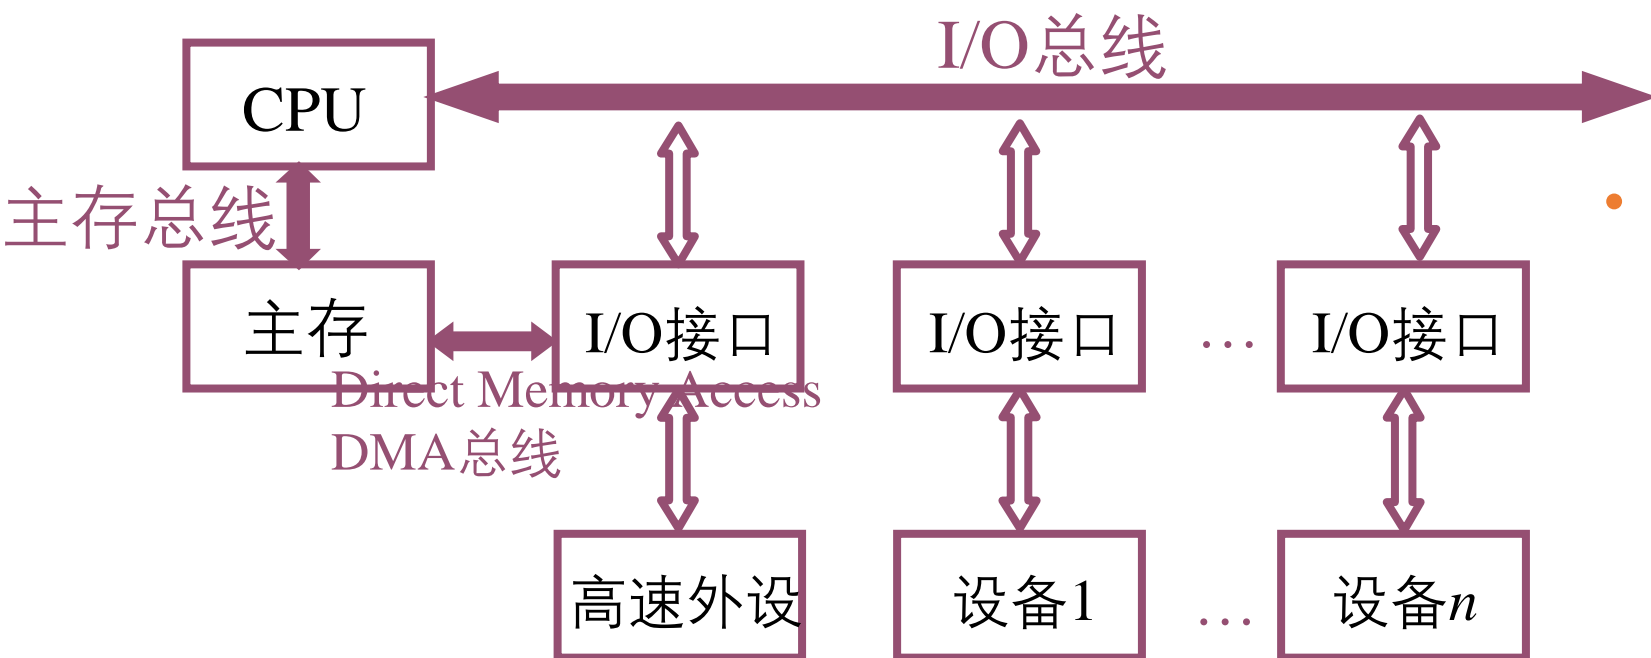 I/O总线
CPU
主存总线
主存
I/O接口
I/O接口
…
I/O接口
Direct Memory Access
DMA总线
高速外设
设备1
…
设备n